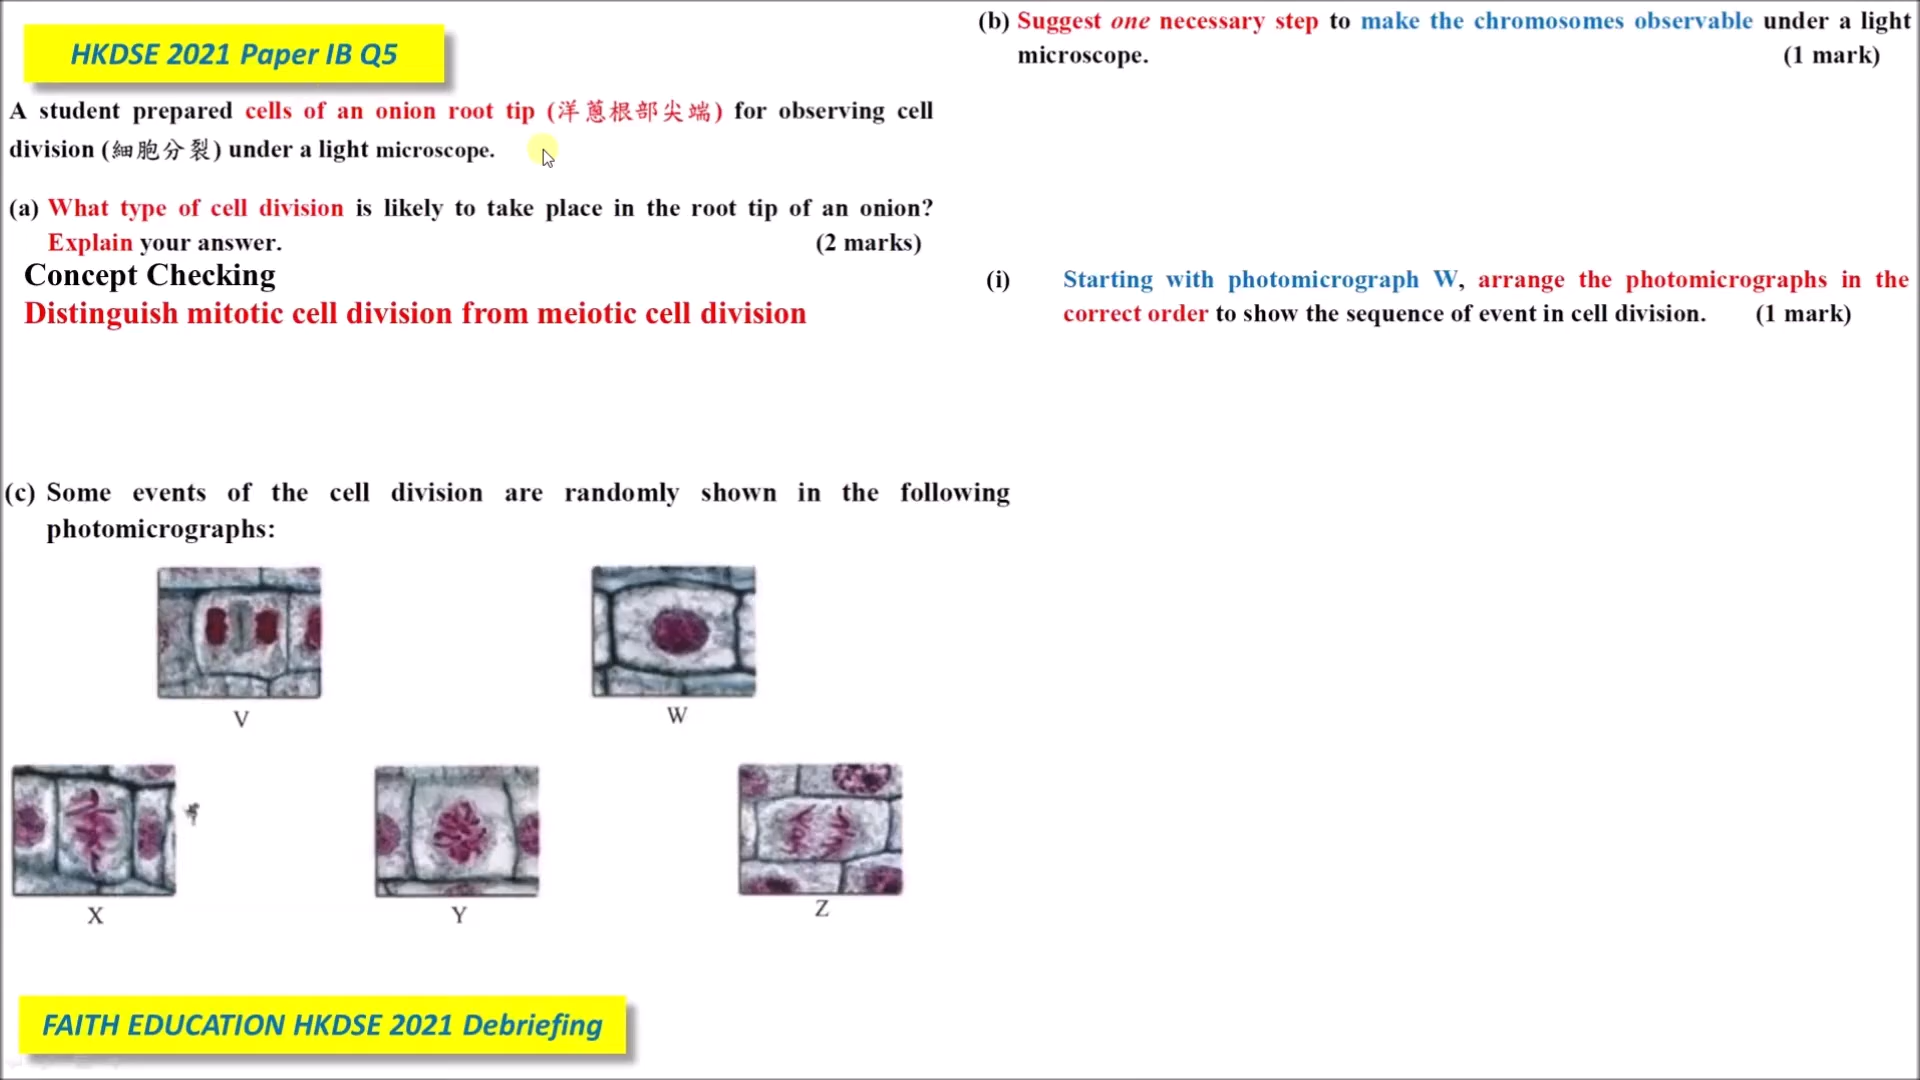 HKDSE 2021 Paper IB Q5
A student prepared cells of an onion root tip (洋蔥根部尖端) for observing cell
division (細胞分裂) under a light microscope.
(a) What type of cell division is likely to take place in the root tip of an onion?
Explain your answer. (2 marks)
Concept Checking
Distinguish mitotic cell division from meiotic cell division
(c) Some events of the cell division are randomly shown in the following
photomicrographs:
V
W
X
Y
Z
FAITH EDUCATION HKDSE 2021 Debriefing
(b) Suggest one necessary step to make the chromosomes observable under a light
microscope. (1 mark)
(i) Starting with photomicrograph W, arrange the photomicrographs in the
correct order to show the sequence of event in cell division. (1 mark)